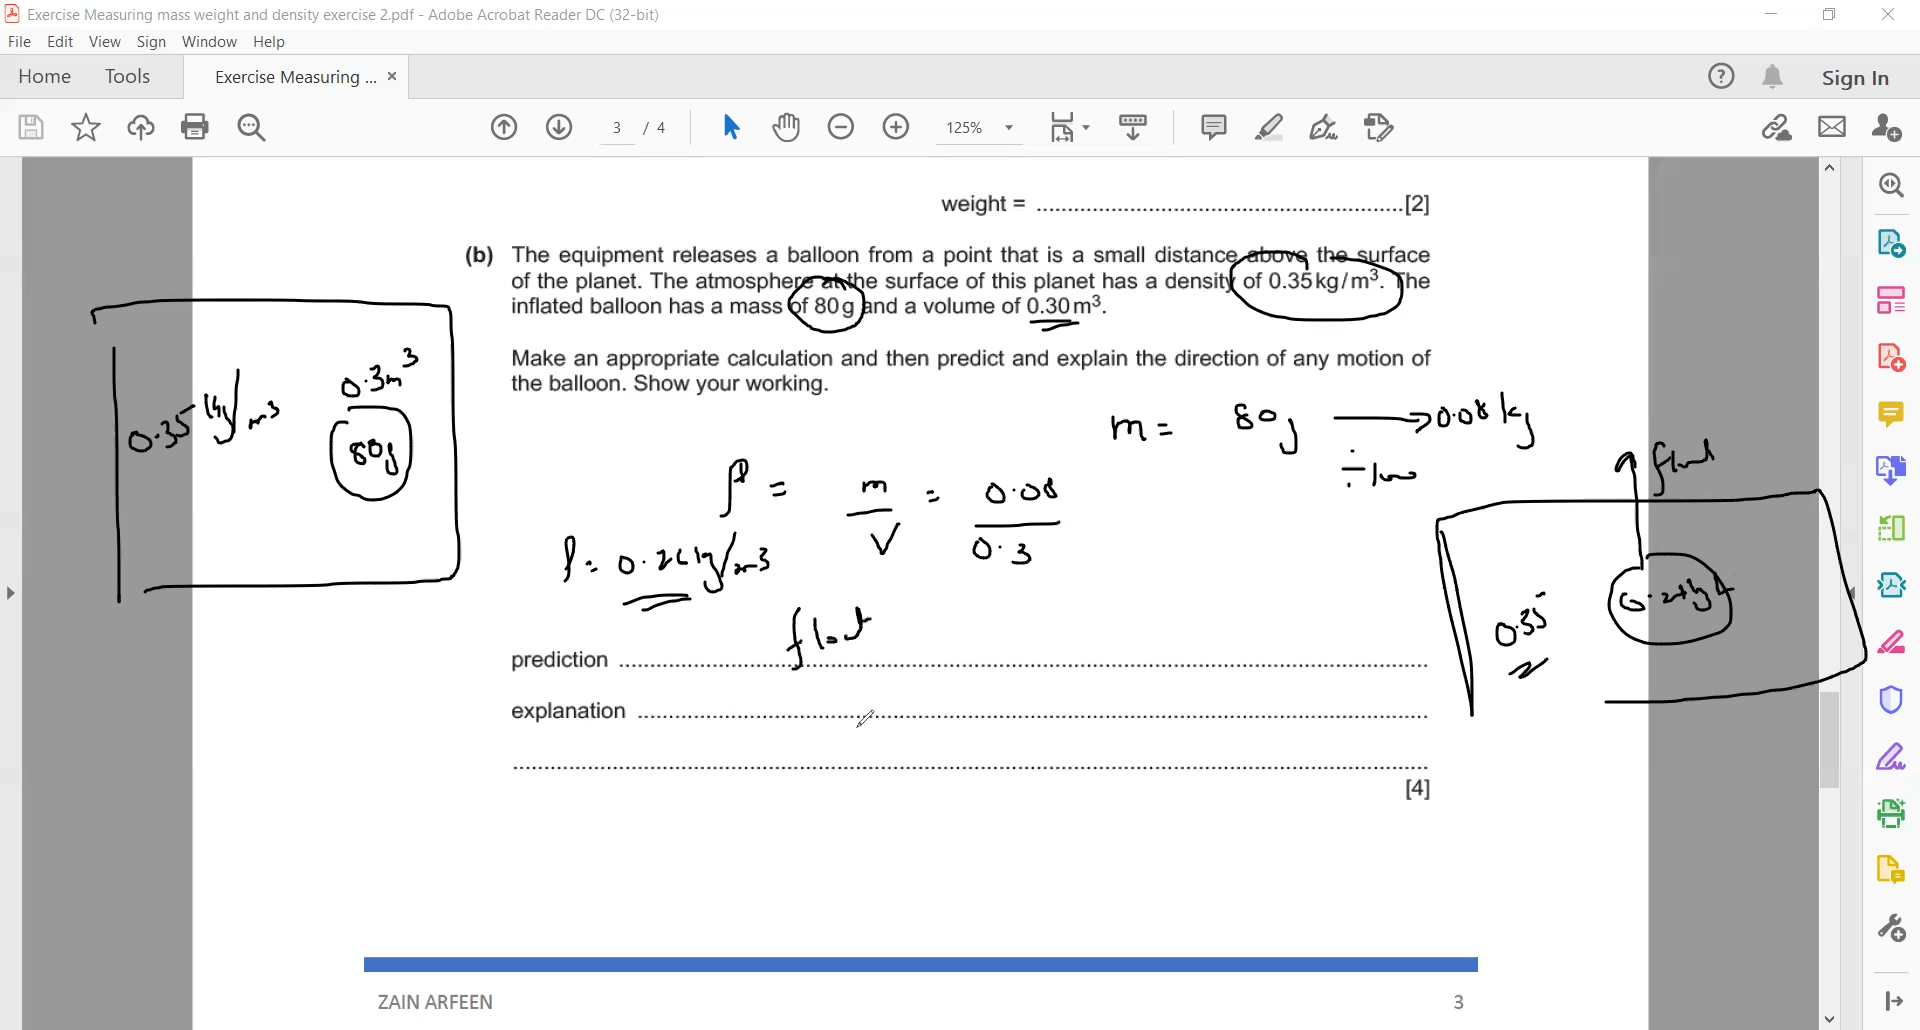 Exercise Measuring mass weight and density exercise 2.pdf - Adobe Acrobat Reader DC (32-bit)
File Edit View Sign Window Help
Home Tools Exercise Measuring ... × Sign In
3 / 4 125%
weight = ........................................................[2]
(b) The equipment releases a balloon from a point that is a small distance above the surface
of the planet. The atmosphere at the surface of this planet has a density of 0.35 kg/m³. The
inflated balloon has a mass of 80 g and a volume of 0.30 m³.
Make an appropriate calculation and then predict and explain the direction of any motion of
the balloon. Show your working.
0.35 kg/m3 0.3m3
80g
m = 80g → 0.08 kg
ρ = m/V = 0.08/0.3
kg/m3
float
0.35
prediction ........................................................
explanation ........................................................
........................................................
[4]
ZAIN ARFEEN 3